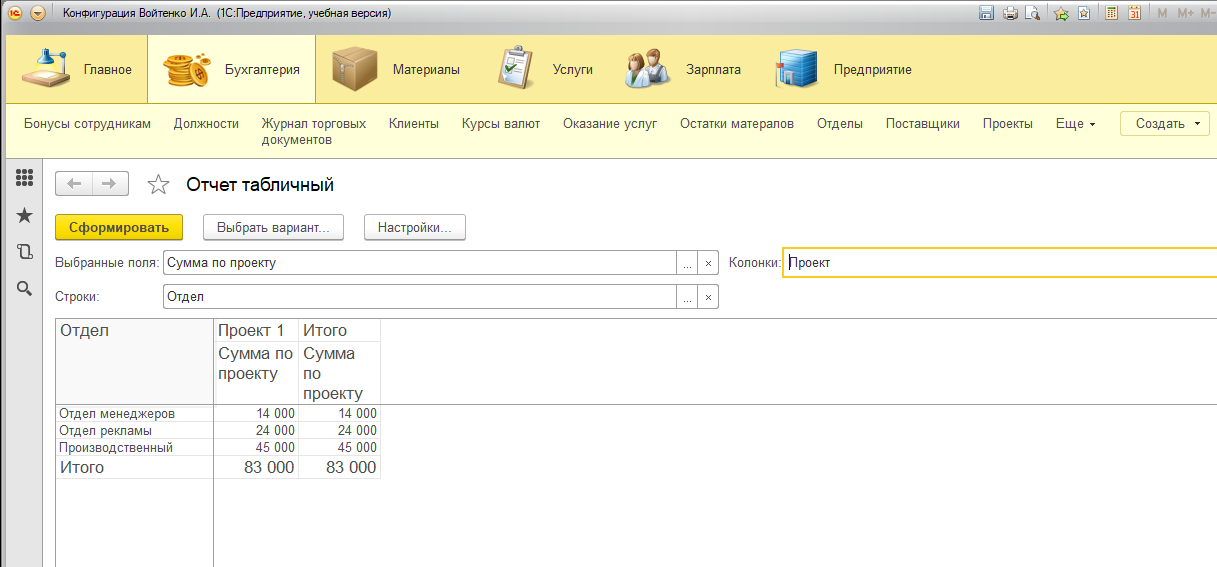 Конфигурация Войтенко И.А. (1С:Предприятие, учебная версия)
31 M M+ M-
Главное Бухгалтерия Материалы Услуги Зарплата Предприятие
Бонусы сотрудникам Должности Журнал торговых Клиенты Курсы валют Оказание услуг Остатки матералов Отделы Поставщики Проекты Еще Создать
документов
Отчет табличный
Сформировать Выбрать вариант... Настройки...
Выбранные поля: Сумма по проекту ... × Колонки: Проект
Строки: Отдел ... ×
Отдел Проект 1 Итого
Сумма по Сумма
проекту по
проекту
Отдел менеджеров 14 000 14 000
Отдел рекламы 24 000 24 000
Производственный 45 000 45 000
Итого 83 000 83 000